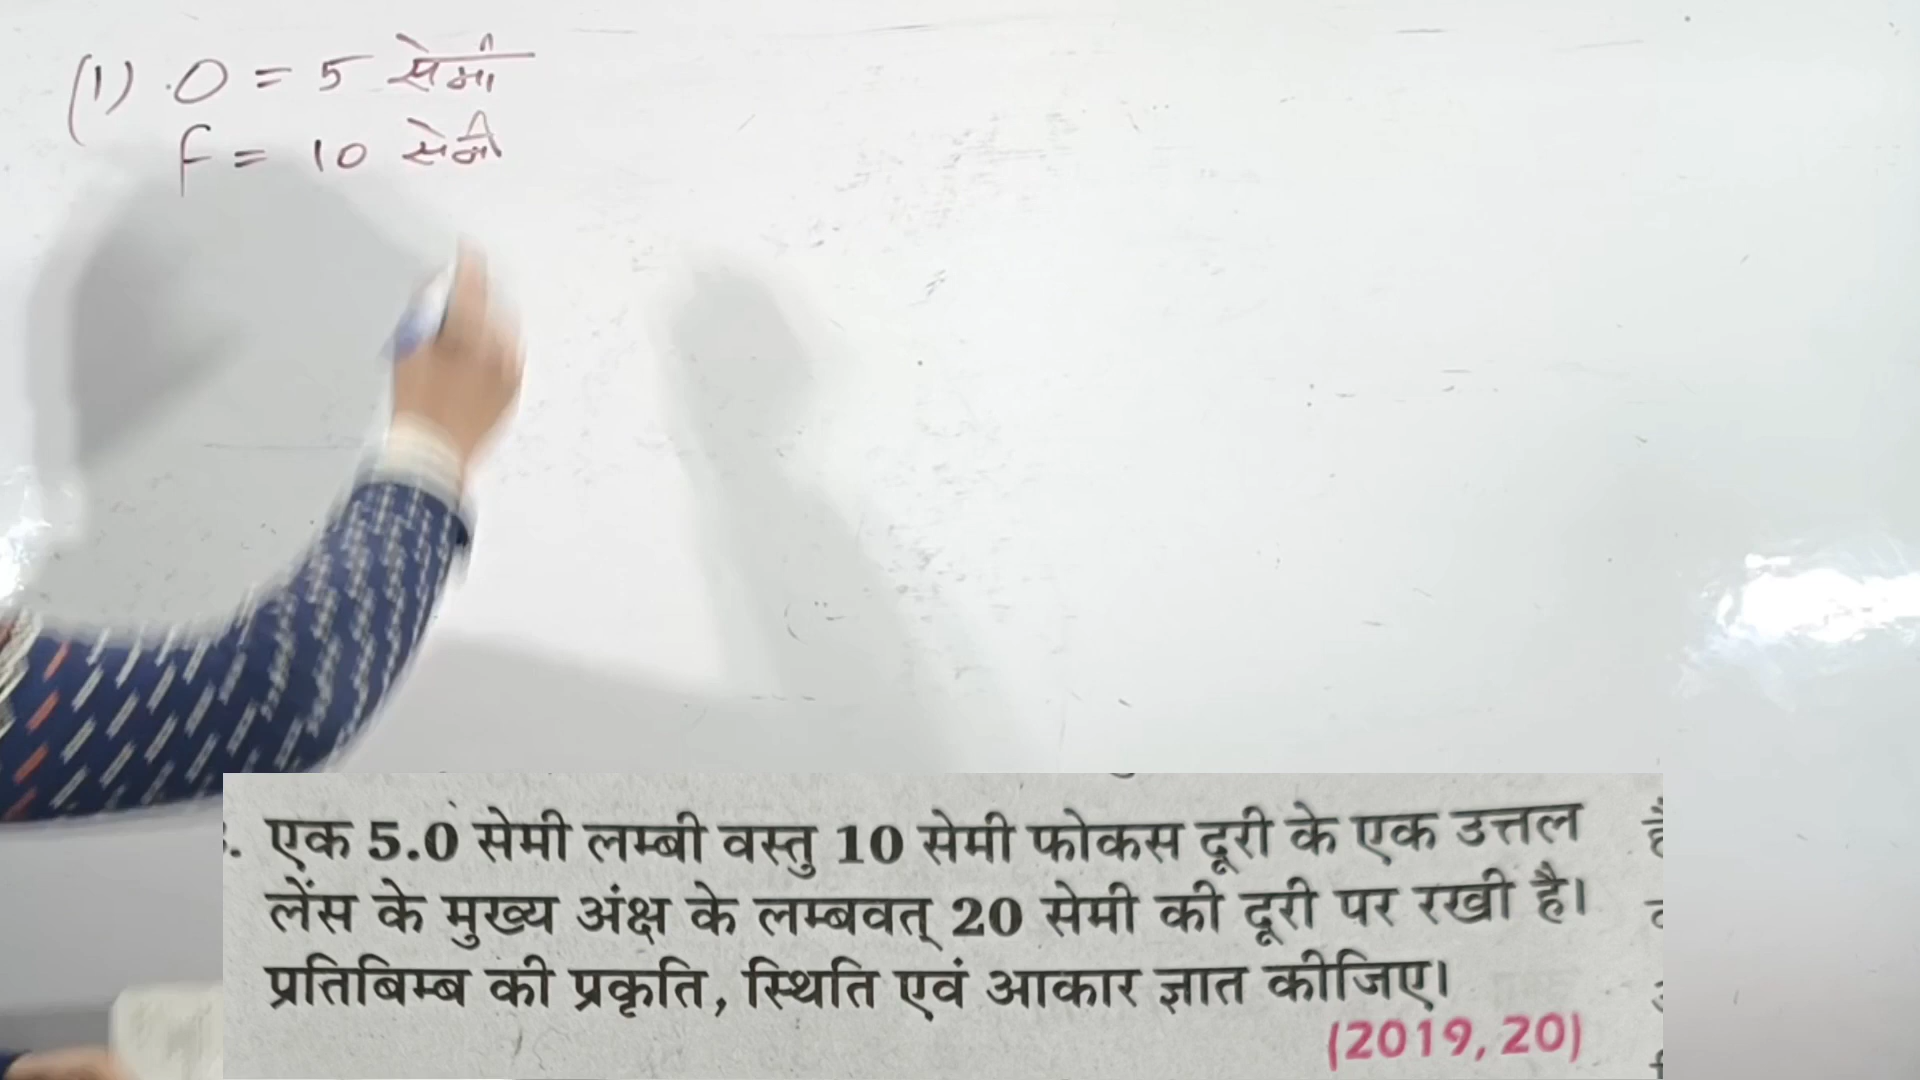 (1) O = 5 सेमी
f = 10 सेमी
. एक 5.0 सेमी लम्बी वस्तु 10 सेमी फोकस दूरी के एक उत्तल
लेंस के मुख्य अंक्ष के लम्बवत् 20 सेमी की दूरी पर रखी है।
प्रतिबिम्ब की प्रकृति, स्थिति एवं आकार ज्ञात कीजिए।
(2019, 20)